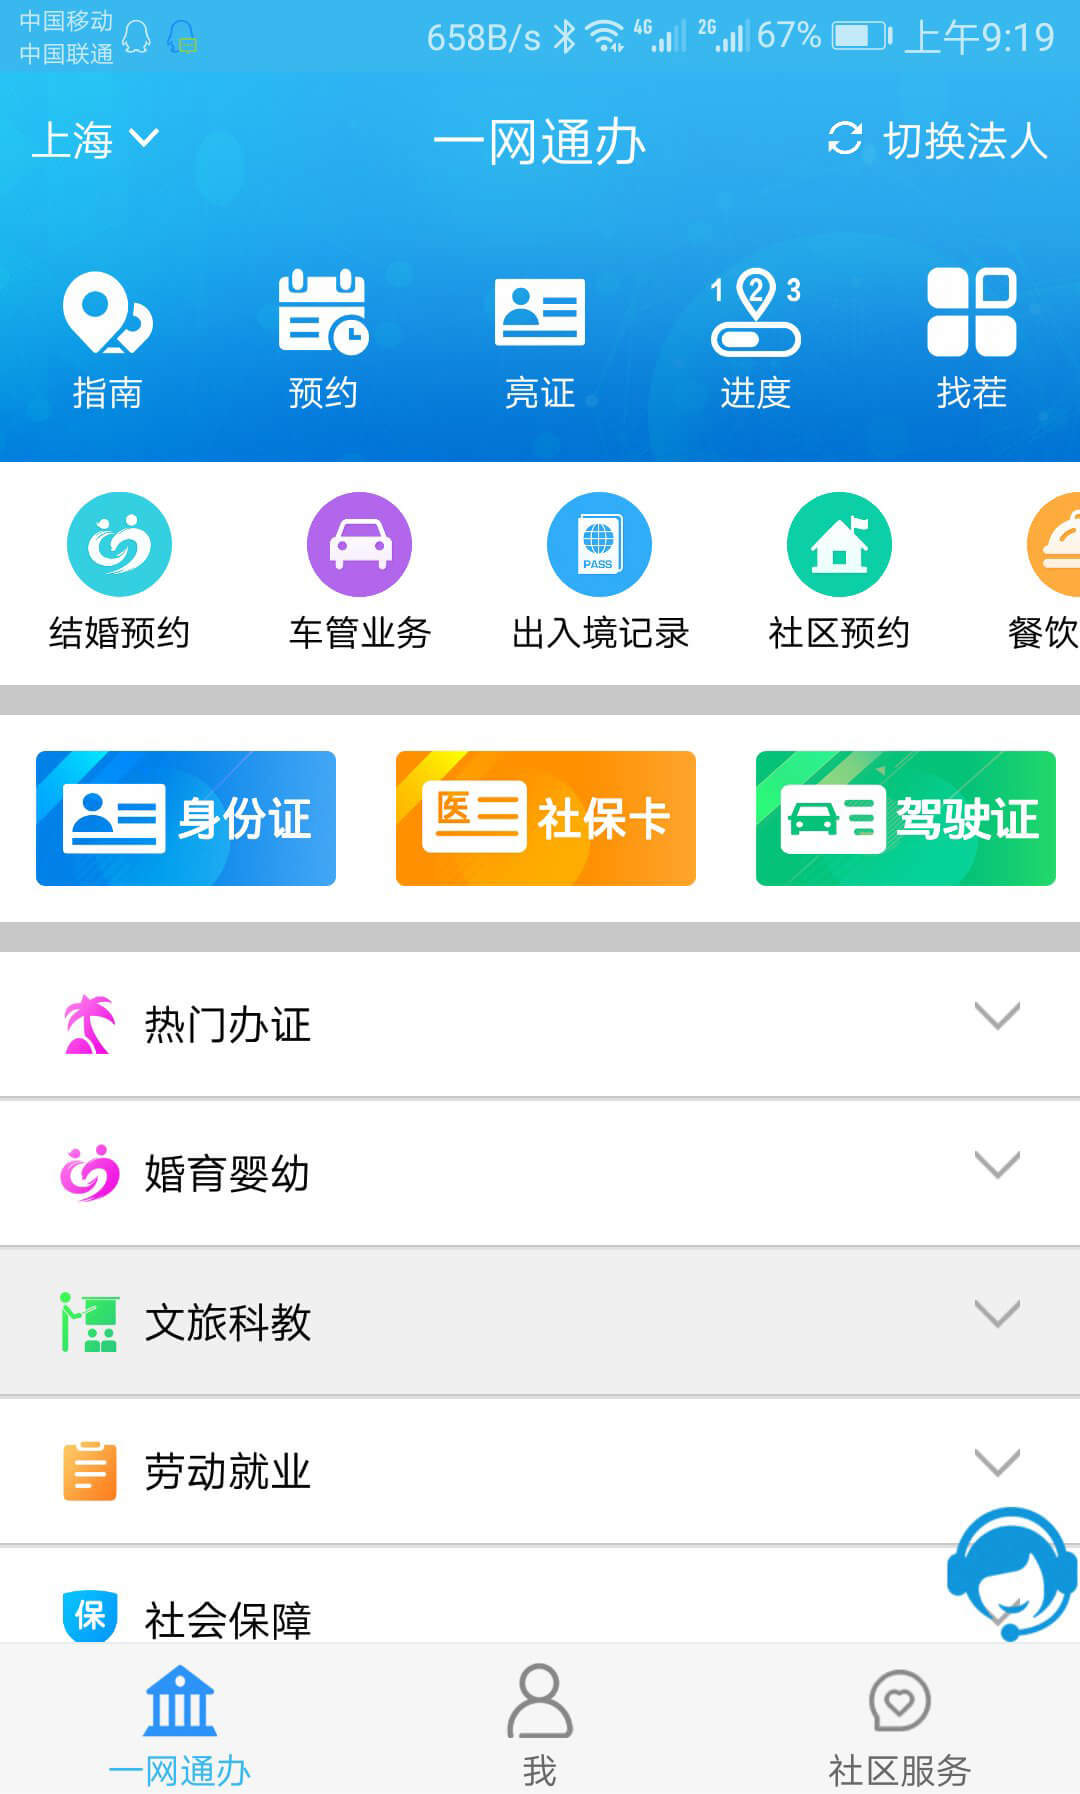 中国移动
中国联通
658B/s 4G 2G 67% 上午9:19
上海 一网通办 切换法人
1 2 3
指南 预约 亮证 进度 找茬
PASS
结婚预约 车管业务 出入境记录 社区预约 餐饮
身份证 医 社保卡 驾驶证
热门办证
婚育婴幼
文旅科教
劳动就业
保 社会保障
一网通办 我 社区服务